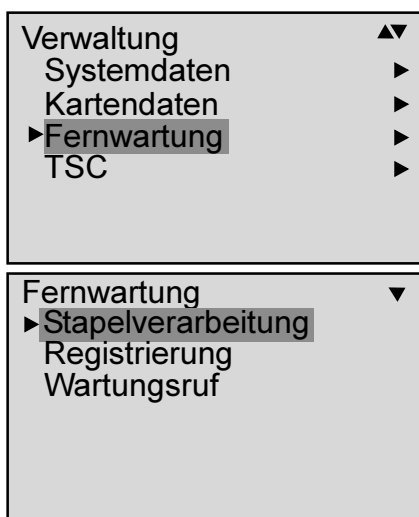 Verwaltung
Systemdaten
Kartendaten
Fernwartung
TSC
Fernwartung
Stapelverarbeitung
Registrierung
Wartungsruf